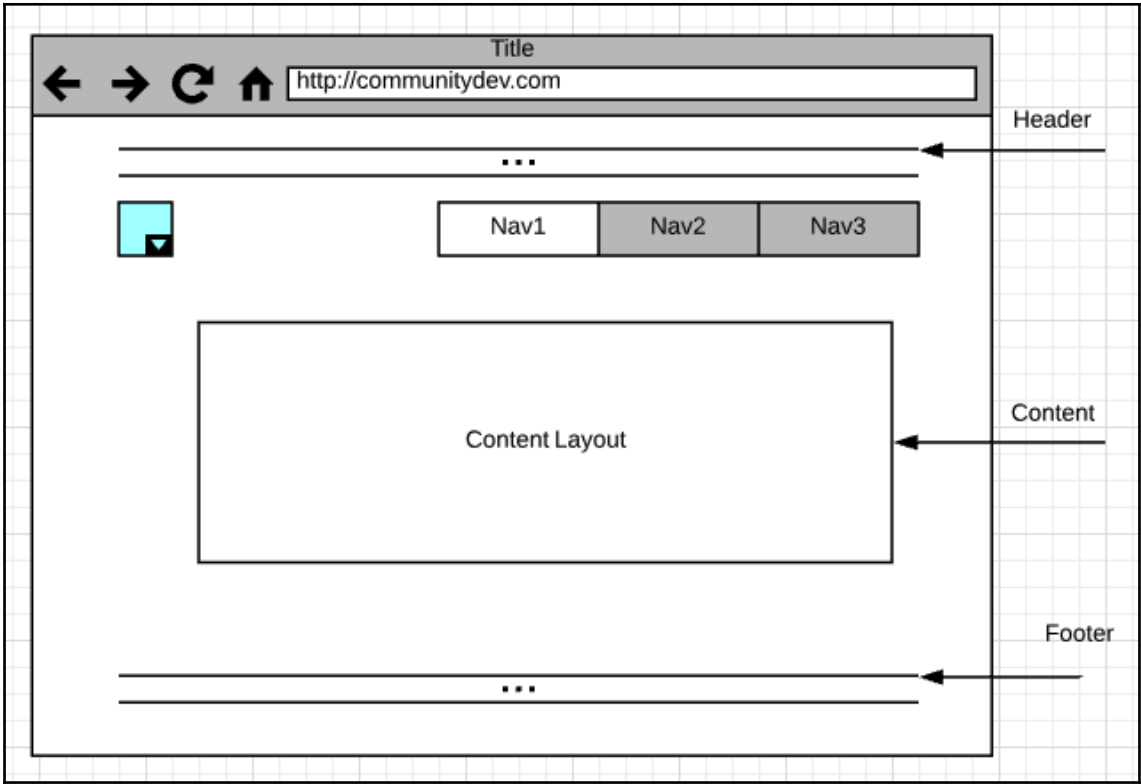 Title
http://communitydev.com
Header
...
Nav1 Nav2 Nav3
Content
Content Layout
Footer
...